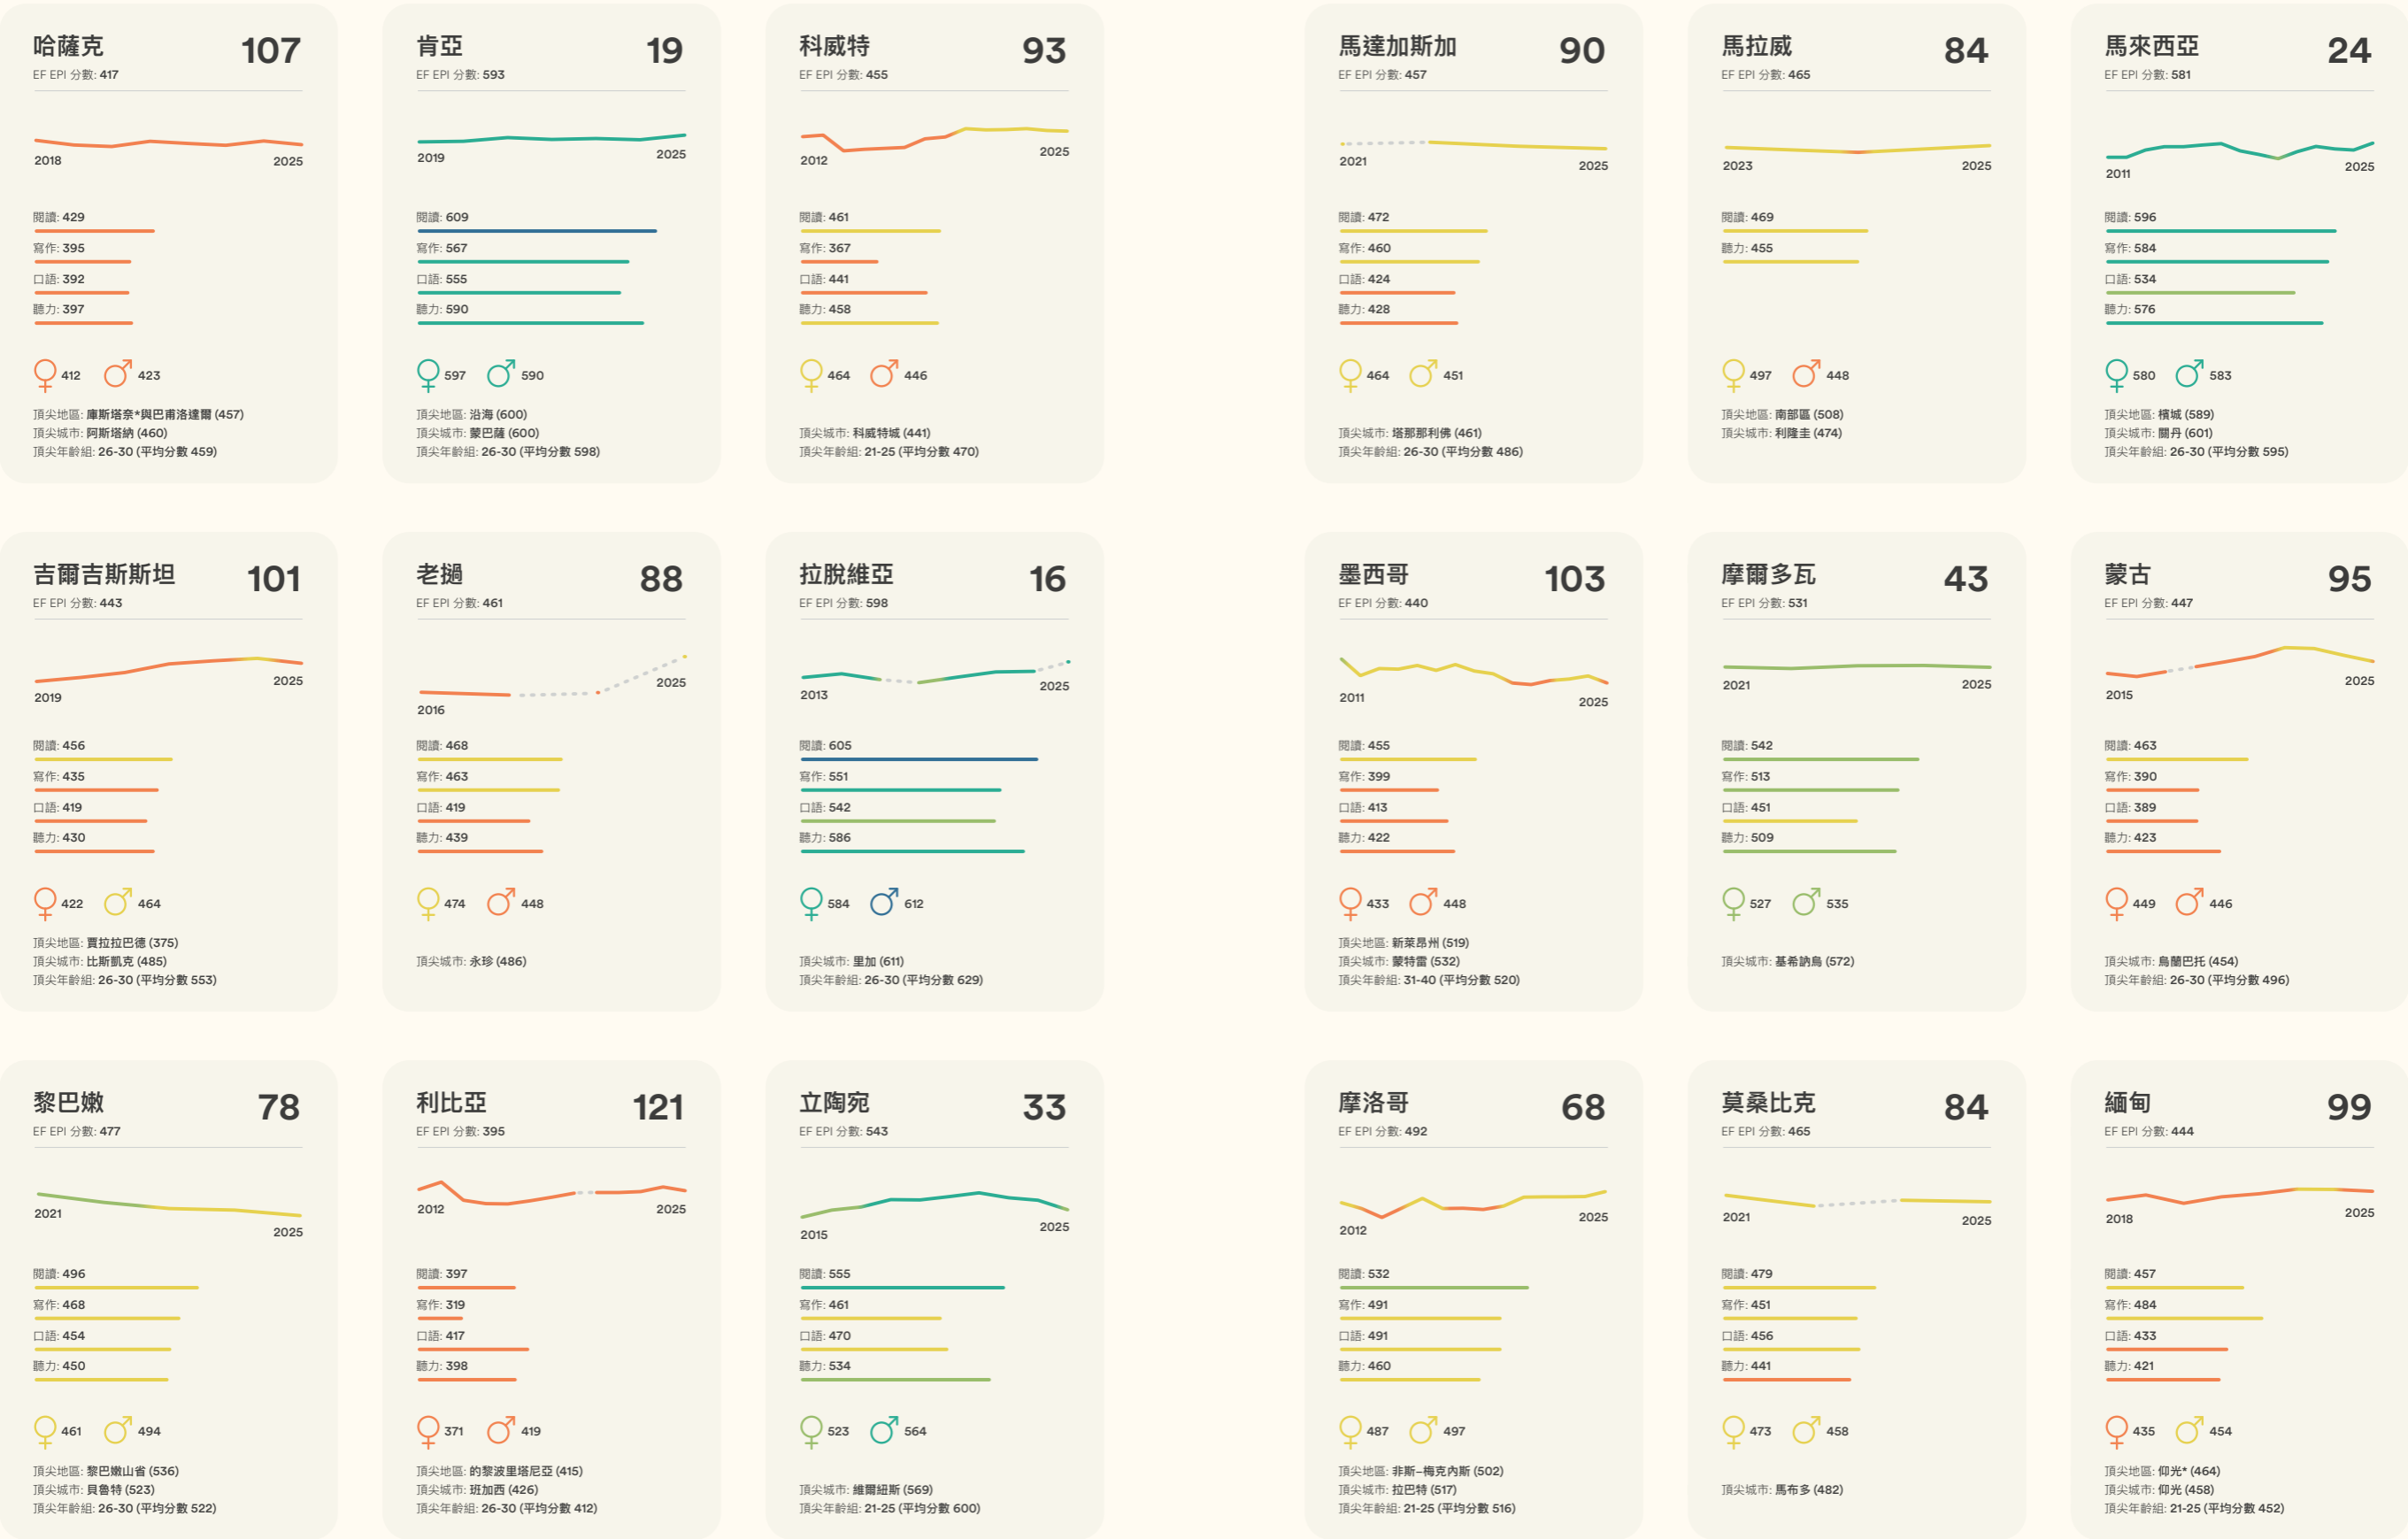 哈薩克 107
EF EPI 分數: 417
2018 2025
閱讀: 429
寫作: 395
口語: 392
聽力: 397
412 423
頂尖地區: 庫斯塔奈*與巴甫洛達爾 (457)
頂尖城市: 阿斯塔納 (460)
頂尖年齡組: 26-30 (平均分數 459)
肯亞 19
EF EPI 分數: 593
2019 2025
閱讀: 609
寫作: 567
口語: 555
聽力: 590
597 590
頂尖地區: 沿海 (600)
頂尖城市: 蒙巴薩 (600)
頂尖年齡組: 26-30 (平均分數 598)
科威特 93
EF EPI 分數: 455
2012 2025
閱讀: 461
寫作: 367
口語: 441
聽力: 458
464 446
頂尖城市: 科威特城 (441)
頂尖年齡組: 21-25 (平均分數 470)
馬達加斯加 90
EF EPI 分數: 457
2021 2025
閱讀: 472
寫作: 460
口語: 424
聽力: 428
464 451
頂尖城市: 塔那那利佛 (461)
頂尖年齡組: 26-30 (平均分數 486)
馬拉威 84
EF EPI 分數: 465
2023 2025
閱讀: 469
聽力: 455
497 448
頂尖地區: 南部區 (508)
頂尖城市: 利隆圭 (474)
馬來西亞 24
EF EPI 分數: 581
2011 2025
閱讀: 596
寫作: 584
口語: 534
聽力: 576
580 583
頂尖地區: 檳城 (589)
頂尖城市: 關丹 (601)
頂尖年齡組: 26-30 (平均分數 595)
吉爾吉斯斯坦 101
EF EPI 分數: 443
2019 2025
閱讀: 456
寫作: 435
口語: 419
聽力: 430
422 464
頂尖地區: 賈拉拉巴德 (375)
頂尖城市: 比斯凱克 (485)
頂尖年齡組: 26-30 (平均分數 553)
老撾 88
EF EPI 分數: 461
2016 2025
閱讀: 468
寫作: 463
口語: 419
聽力: 439
474 448
頂尖城市: 永珍 (486)
拉脫維亞 16
EF EPI 分數: 598
2013 2025
閱讀: 605
寫作: 551
口語: 542
聽力: 586
584 612
頂尖城市: 里加 (611)
頂尖年齡組: 26-30 (平均分數 629)
墨西哥 103
EF EPI 分數: 440
2011 2025
閱讀: 455
寫作: 399
口語: 413
聽力: 422
433 448
頂尖地區: 新萊昂州 (519)
頂尖城市: 蒙特雷 (532)
頂尖年齡組: 31-40 (平均分數 520)
摩爾多瓦 43
EF EPI 分數: 531
2021 2025
閱讀: 542
寫作: 513
口語: 451
聽力: 509
527 535
頂尖城市: 基希訥烏 (572)
蒙古 95
EF EPI 分數: 447
2015 2025
閱讀: 463
寫作: 390
口語: 389
聽力: 423
449 446
頂尖城市: 烏蘭巴托 (454)
頂尖年齡組: 26-30 (平均分數 496)
黎巴嫩 78
EF EPI 分數: 477
2021 2025
閱讀: 496
寫作: 468
口語: 454
聽力: 450
461 494
頂尖地區: 黎巴嫩山省 (536)
頂尖城市: 貝魯特 (523)
頂尖年齡組: 26-30 (平均分數 522)
利比亞 121
EF EPI 分數: 395
2012 2025
閱讀: 397
寫作: 319
口語: 417
聽力: 398
371 419
頂尖地區: 的黎波里塔尼亞 (415)
頂尖城市: 班加西 (426)
頂尖年齡組: 26-30 (平均分數 412)
立陶宛 33
EF EPI 分數: 543
2015 2025
閱讀: 555
寫作: 461
口語: 470
聽力: 534
523 564
頂尖城市: 維爾紐斯 (569)
頂尖年齡組: 21-25 (平均分數 600)
摩洛哥 68
EF EPI 分數: 492
2012 2025
閱讀: 532
寫作: 491
口語: 491
聽力: 460
487 497
頂尖地區: 非斯–梅克內斯 (502)
頂尖城市: 拉巴特 (517)
頂尖年齡組: 21-25 (平均分數 516)
莫桑比克 84
EF EPI 分數: 465
2021 2025
閱讀: 479
寫作: 451
口語: 456
聽力: 441
473 458
頂尖城市: 馬布多 (482)
緬甸 99
EF EPI 分數: 444
2018 2025
閱讀: 457
寫作: 484
口語: 433
聽力: 421
435 454
頂尖地區: 仰光* (464)
頂尖城市: 仰光 (458)
頂尖年齡組: 21-25 (平均分數 452)